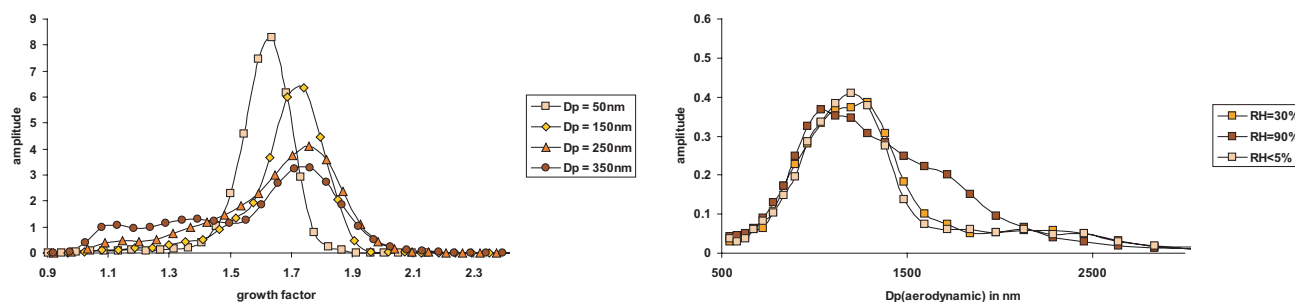 9
8
7
6
5
4
3
2
1
0
amplitude
0.9 1.1 1.3 1.5 1.7 1.9 2.1 2.3
growth factor
Dp = 50nm
Dp = 150nm
Dp = 250nm
Dp = 350nm
0.6
0.5
0.4
0.3
0.2
0.1
0
amplitude
500 1500 2500
Dp(aerodynamic) in nm
RH=30%
RH=90%
RH<5%